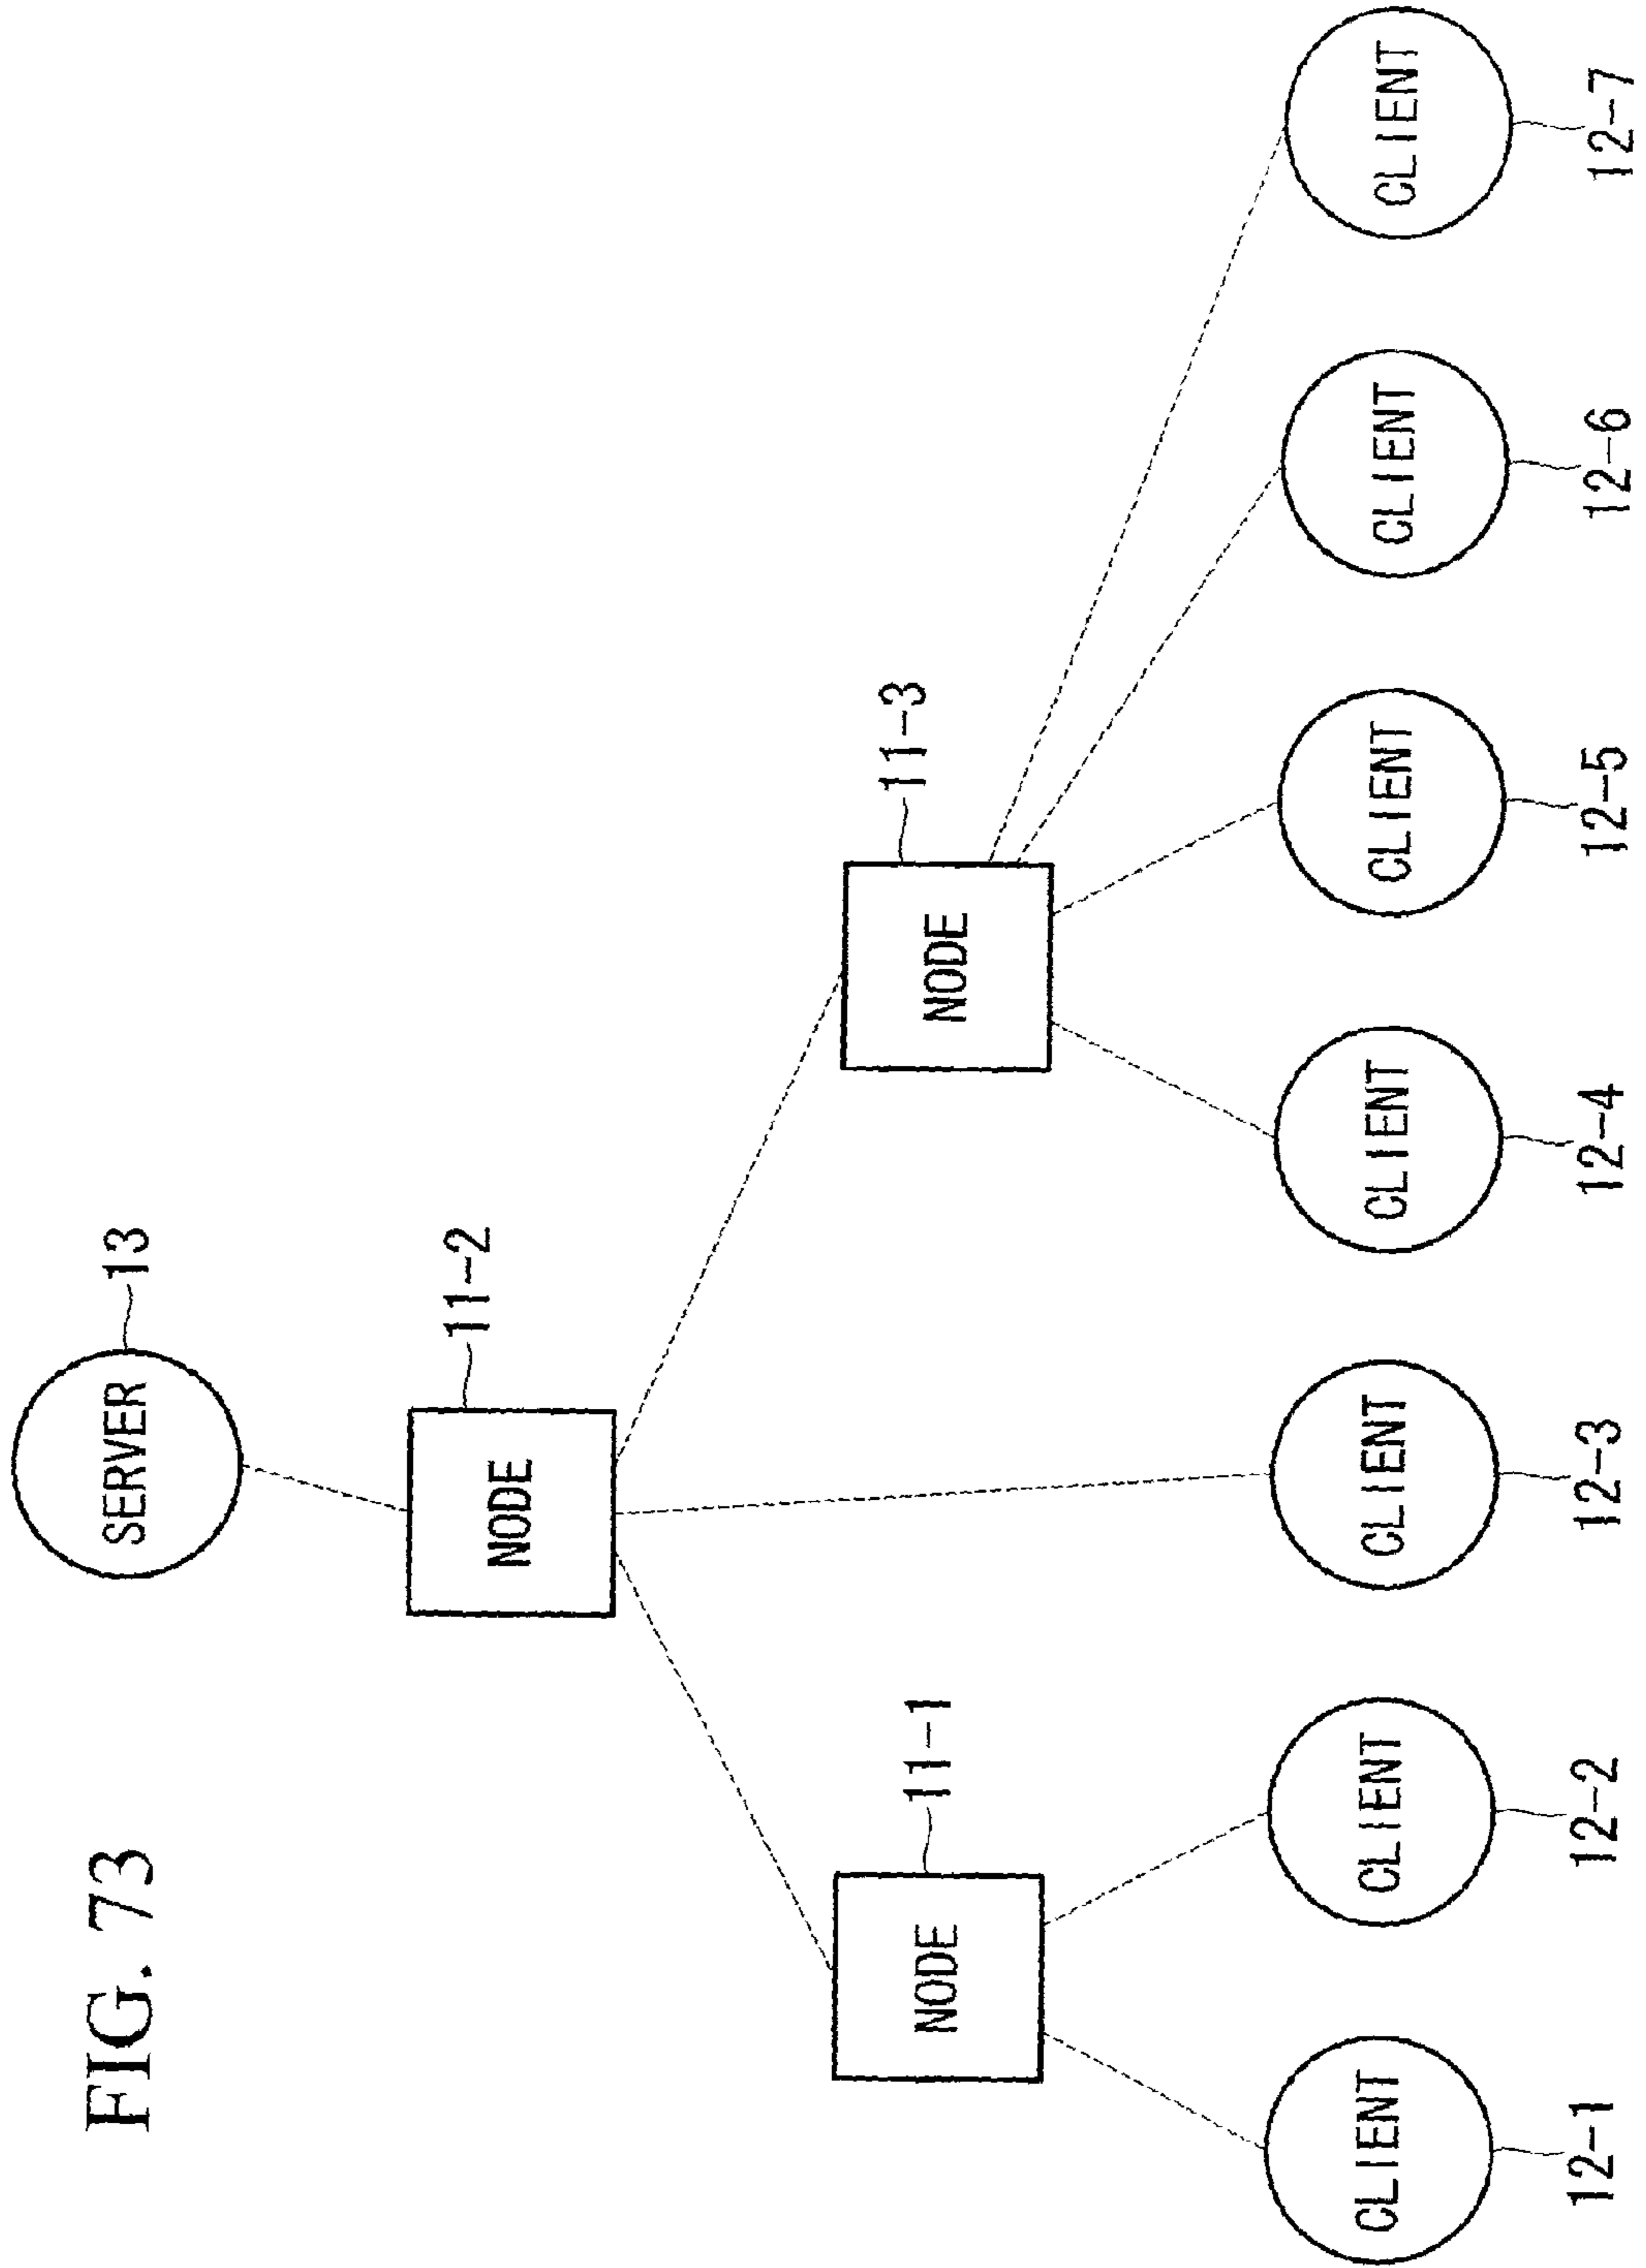 FIG. 73
SERVER
13
NODE
11-2
NODE
11-1
NODE
11-3
CLIENT
CLIENT
CLIENT
CLIENT
CLIENT
CLIENT
CLIENT
12-1
12-2
12-3
12-4
12-5
12-6
12-7